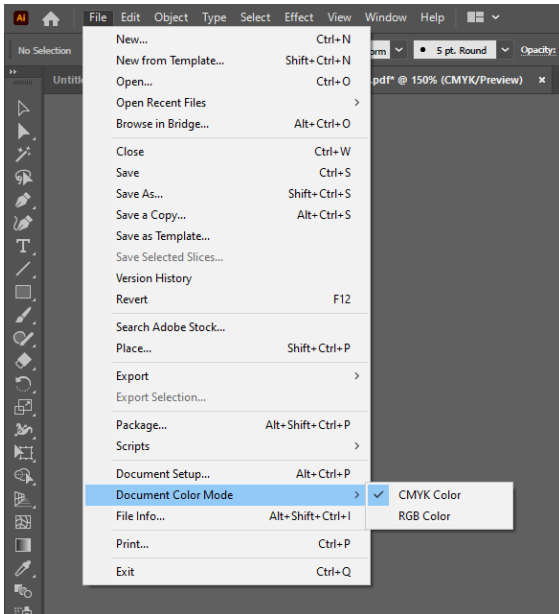 Ai File Edit Object Type Select Effect View Window Help
No Selection orm 5 pt. Round Opacity:
Untitl .pdf* @ 150% (CMYK/Preview) ×
New... Ctrl+N
New from Template... Shift+Ctrl+N
Open... Ctrl+O
Open Recent Files >
Browse in Bridge... Alt+Ctrl+O
Close Ctrl+W
Save Ctrl+S
Save As... Shift+Ctrl+S
Save a Copy... Alt+Ctrl+S
Save as Template...
Save Selected Slices...
Version History
Revert F12
Search Adobe Stock...
Place... Shift+Ctrl+P
Export >
Export Selection...
Package... Alt+Shift+Ctrl+P
Scripts >
Document Setup... Alt+Ctrl+P
Document Color Mode > ✓ CMYK Color
File Info... Alt+Shift+Ctrl+I RGB Color
Print... Ctrl+P
Exit Ctrl+Q